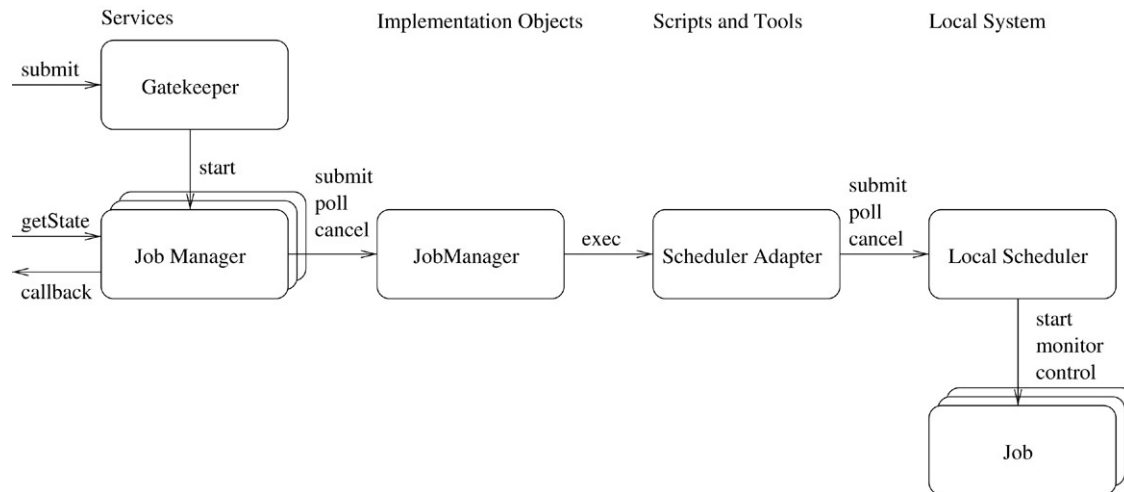 Services
Implementation Objects
Scripts and Tools
Local System
submit
Gatekeeper
start
submit
poll
cancel
submit
poll
cancel
getState
callback
Job Manager
JobManager
exec
Scheduler Adapter
Local Scheduler
start
monitor
control
Job